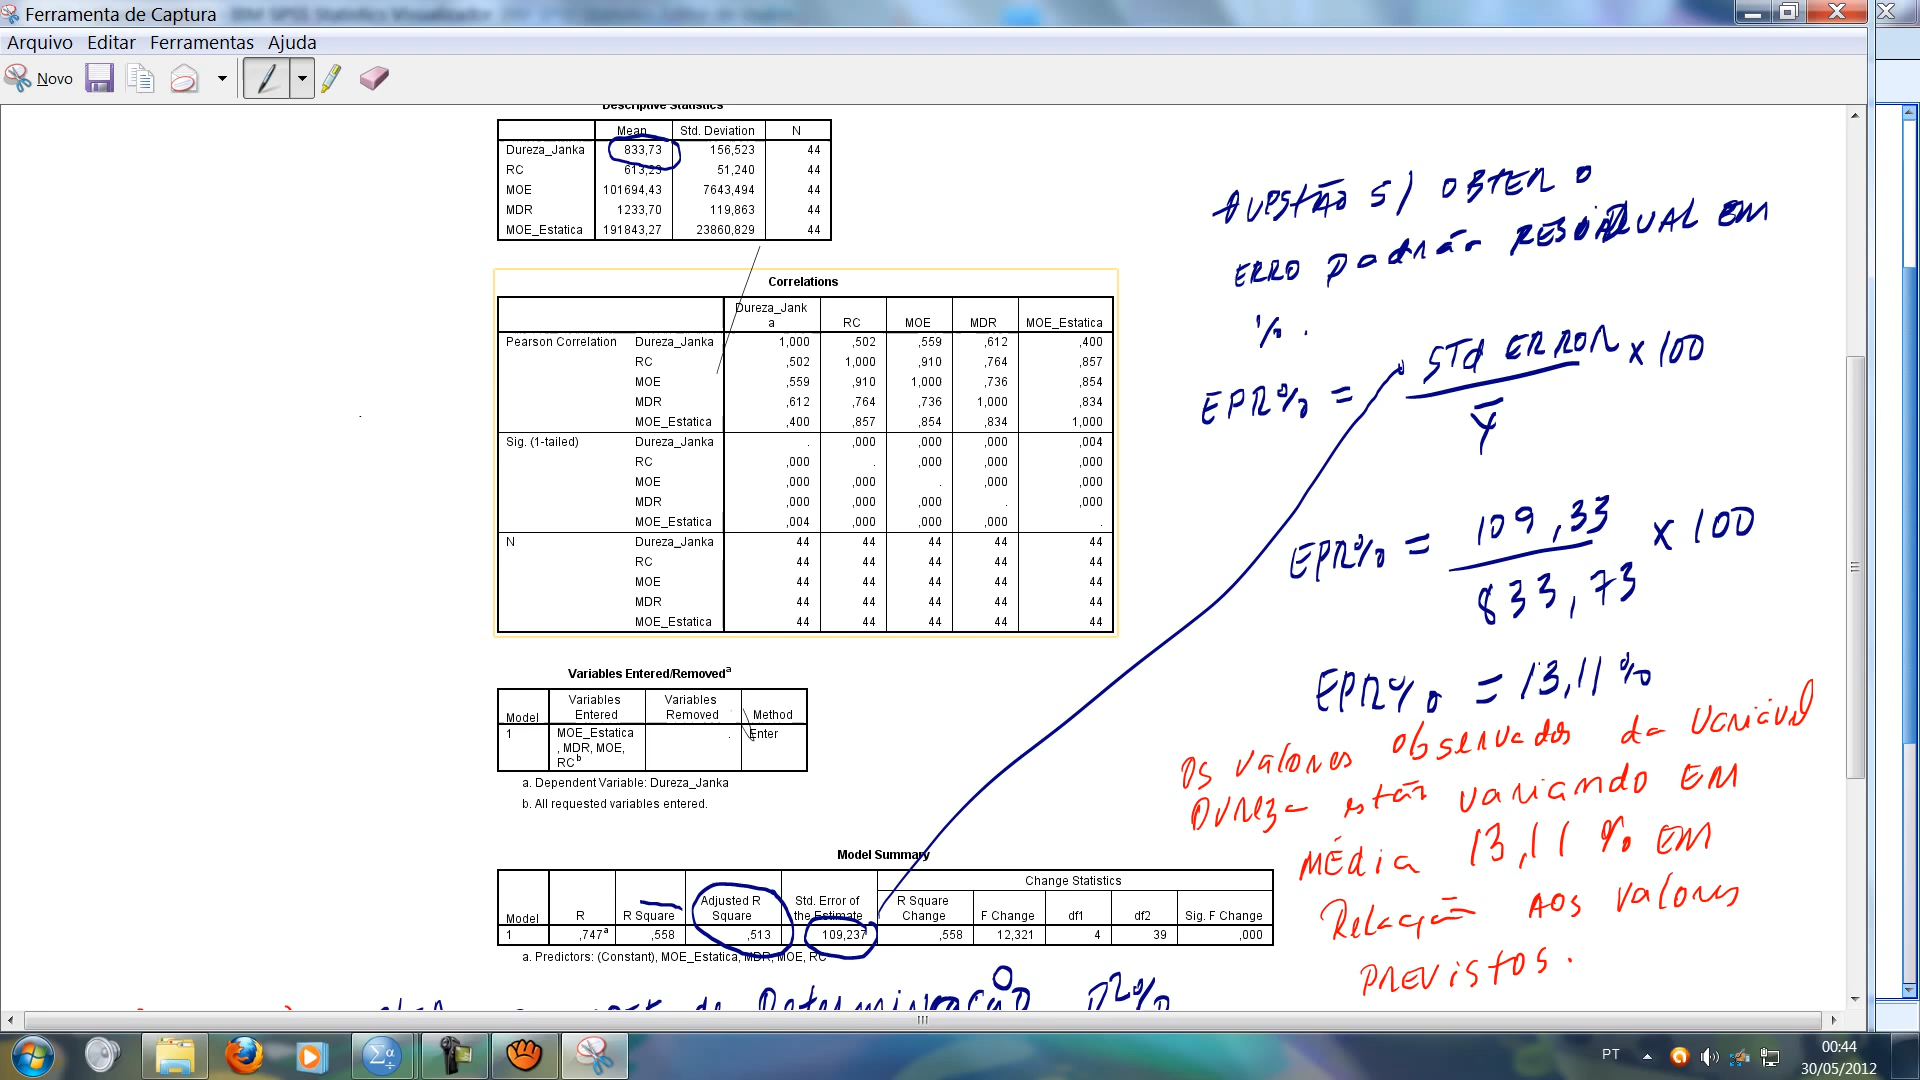 Ferramenta de Captura
Arquivo Editar Ferramentas Ajuda
Novo
Descriptive Statistics
Mean Std. Deviation N
Dureza_Janka 833,73 156,523 44
RC 613,23 51,240 44
MOE 101694,43 7643,494 44
MDR 1233,70 119,863 44
MOE_Estatica 191843,27 23860,829 44
Correlations
Dureza_Jank
a RC MOE MDR MOE_Estatica
Pearson Correlation Dureza_Janka 1,000 ,502 ,559 ,612 ,400
RC ,502 1,000 ,910 ,764 ,857
MOE ,559 ,910 1,000 ,736 ,854
MDR ,612 ,764 ,736 1,000 ,834
MOE_Estatica ,400 ,857 ,854 ,834 1,000
Sig. (1-tailed) Dureza_Janka . ,000 ,000 ,000 ,004
RC ,000 . ,000 ,000 ,000
MOE ,000 ,000 . ,000 ,000
MDR ,000 ,000 ,000 . ,000
MOE_Estatica ,004 ,000 ,000 ,000 .
N Dureza_Janka 44 44 44 44 44
RC 44 44 44 44 44
MOE 44 44 44 44 44
MDR 44 44 44 44 44
MOE_Estatica 44 44 44 44 44
Variables Entered/Removedᵃ
Model Variables Entered Variables Removed Method
1 MOE_Estatica . Enter
, MDR, MOE,
RCᵇ
a. Dependent Variable: Dureza_Janka
b. All requested variables entered.
Model Summary
Change Statistics
Model R R Square Adjusted R Square Std. Error of the Estimate R Square Change F Change df1 df2 Sig. F Change
1 ,747ᵃ ,558 ,513 109,237 ,558 12,321 4 39 ,000
a. Predictors: (Constant), MOE_Estatica, MDR, MOE, RC
de Determinação R²%
QUESTÃO 5) OBTER O
ERRO padrão RESIDUAL EM
%.
EPR% = STd ERROR x 100
Ȳ
EPR% = 109,33 x 100
833,73
EPR% = 13,11%
Os valores observados da variável
Dureza estão variando EM
MÉDIA 13,11% EM
Relação AOS valores
PREVISTOS.
PT
00:44
30/05/2012